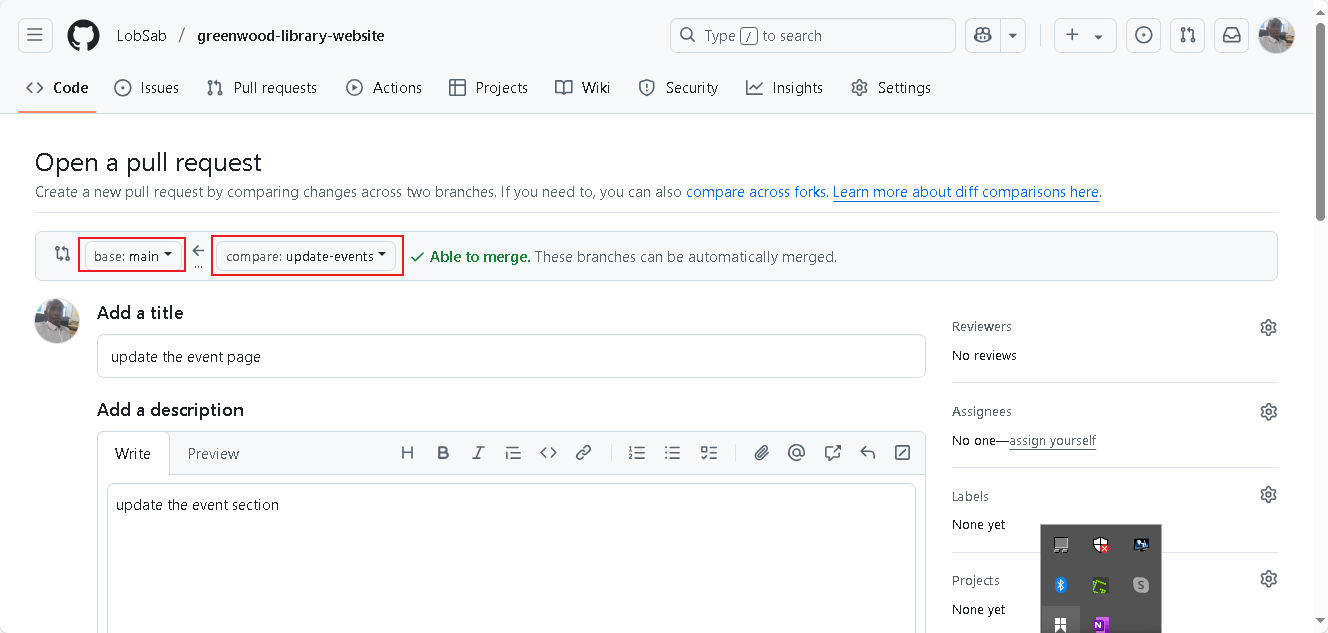 LobSab / greenwood-library-website
Type / to search
Code
Issues
Pull requests
Actions
Projects
Wiki
Security
Insights
Settings
Open a pull request
Create a new pull request by comparing changes across two branches. If you need to, you can also compare across forks. Learn more about diff comparisons here.
base: main
...
compare: update-events
Able to merge. These branches can be automatically merged.
Add a title
update the event page
Add a description
Write
Preview
update the event section
Reviewers
No reviews
Assignees
No one—assign yourself
Labels
None yet
Projects
None yet